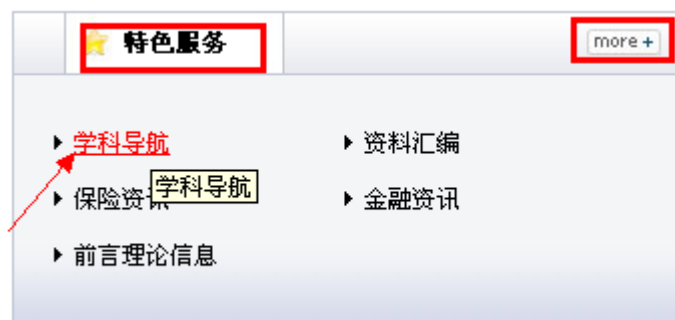 特色服务 more +
学科导航 资料汇编
学科导航
保险资 金融资讯
前言理论信息